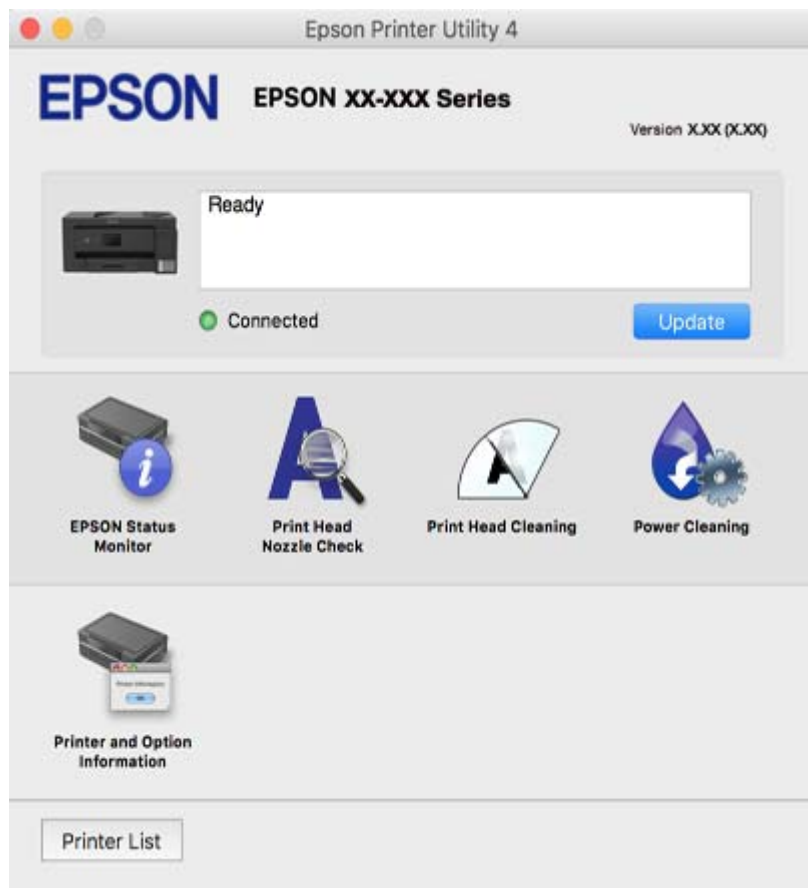 Epson Printer Utility 4
EPSON
EPSON XX-XXX Series
Version X.XX (X.XX)
Ready
Connected
Update
EPSON Status
Monitor
Print Head
Nozzle Check
Print Head Cleaning
Power Cleaning
Printer and Option
Information
Printer List